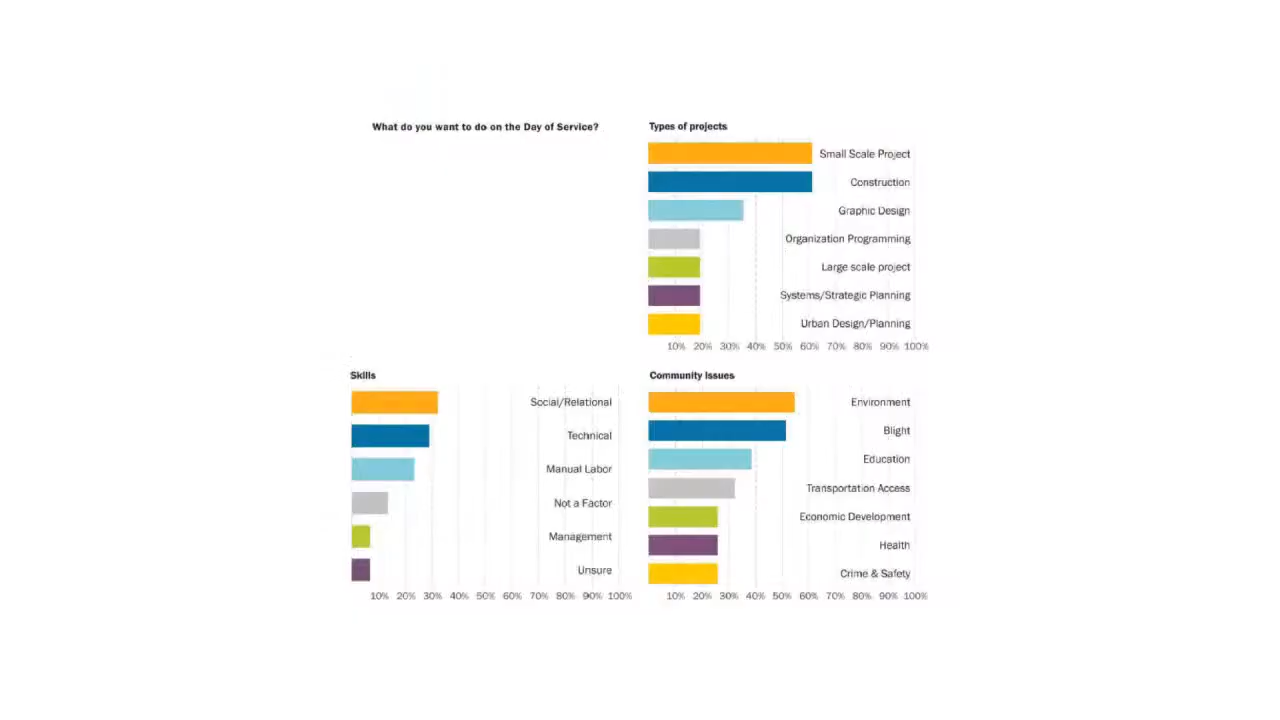 What do you want to do on the Day of Service?
Types of projects
Small Scale Project
Construction
Graphic Design
Organization Programming
Large scale project
Systems/Strategic Planning
Urban Design/Planning
10% 20% 30% 40% 50% 60% 70% 80% 90% 100%
Skills
Social/Relational
Technical
Manual Labor
Not a Factor
Management
Unsure
10% 20% 30% 40% 50% 60% 70% 80% 90% 100%
Community Issues
Environment
Blight
Education
Transportation Access
Economic Development
Health
Crime & Safety
10% 20% 30% 40% 50% 60% 70% 80% 90% 100%